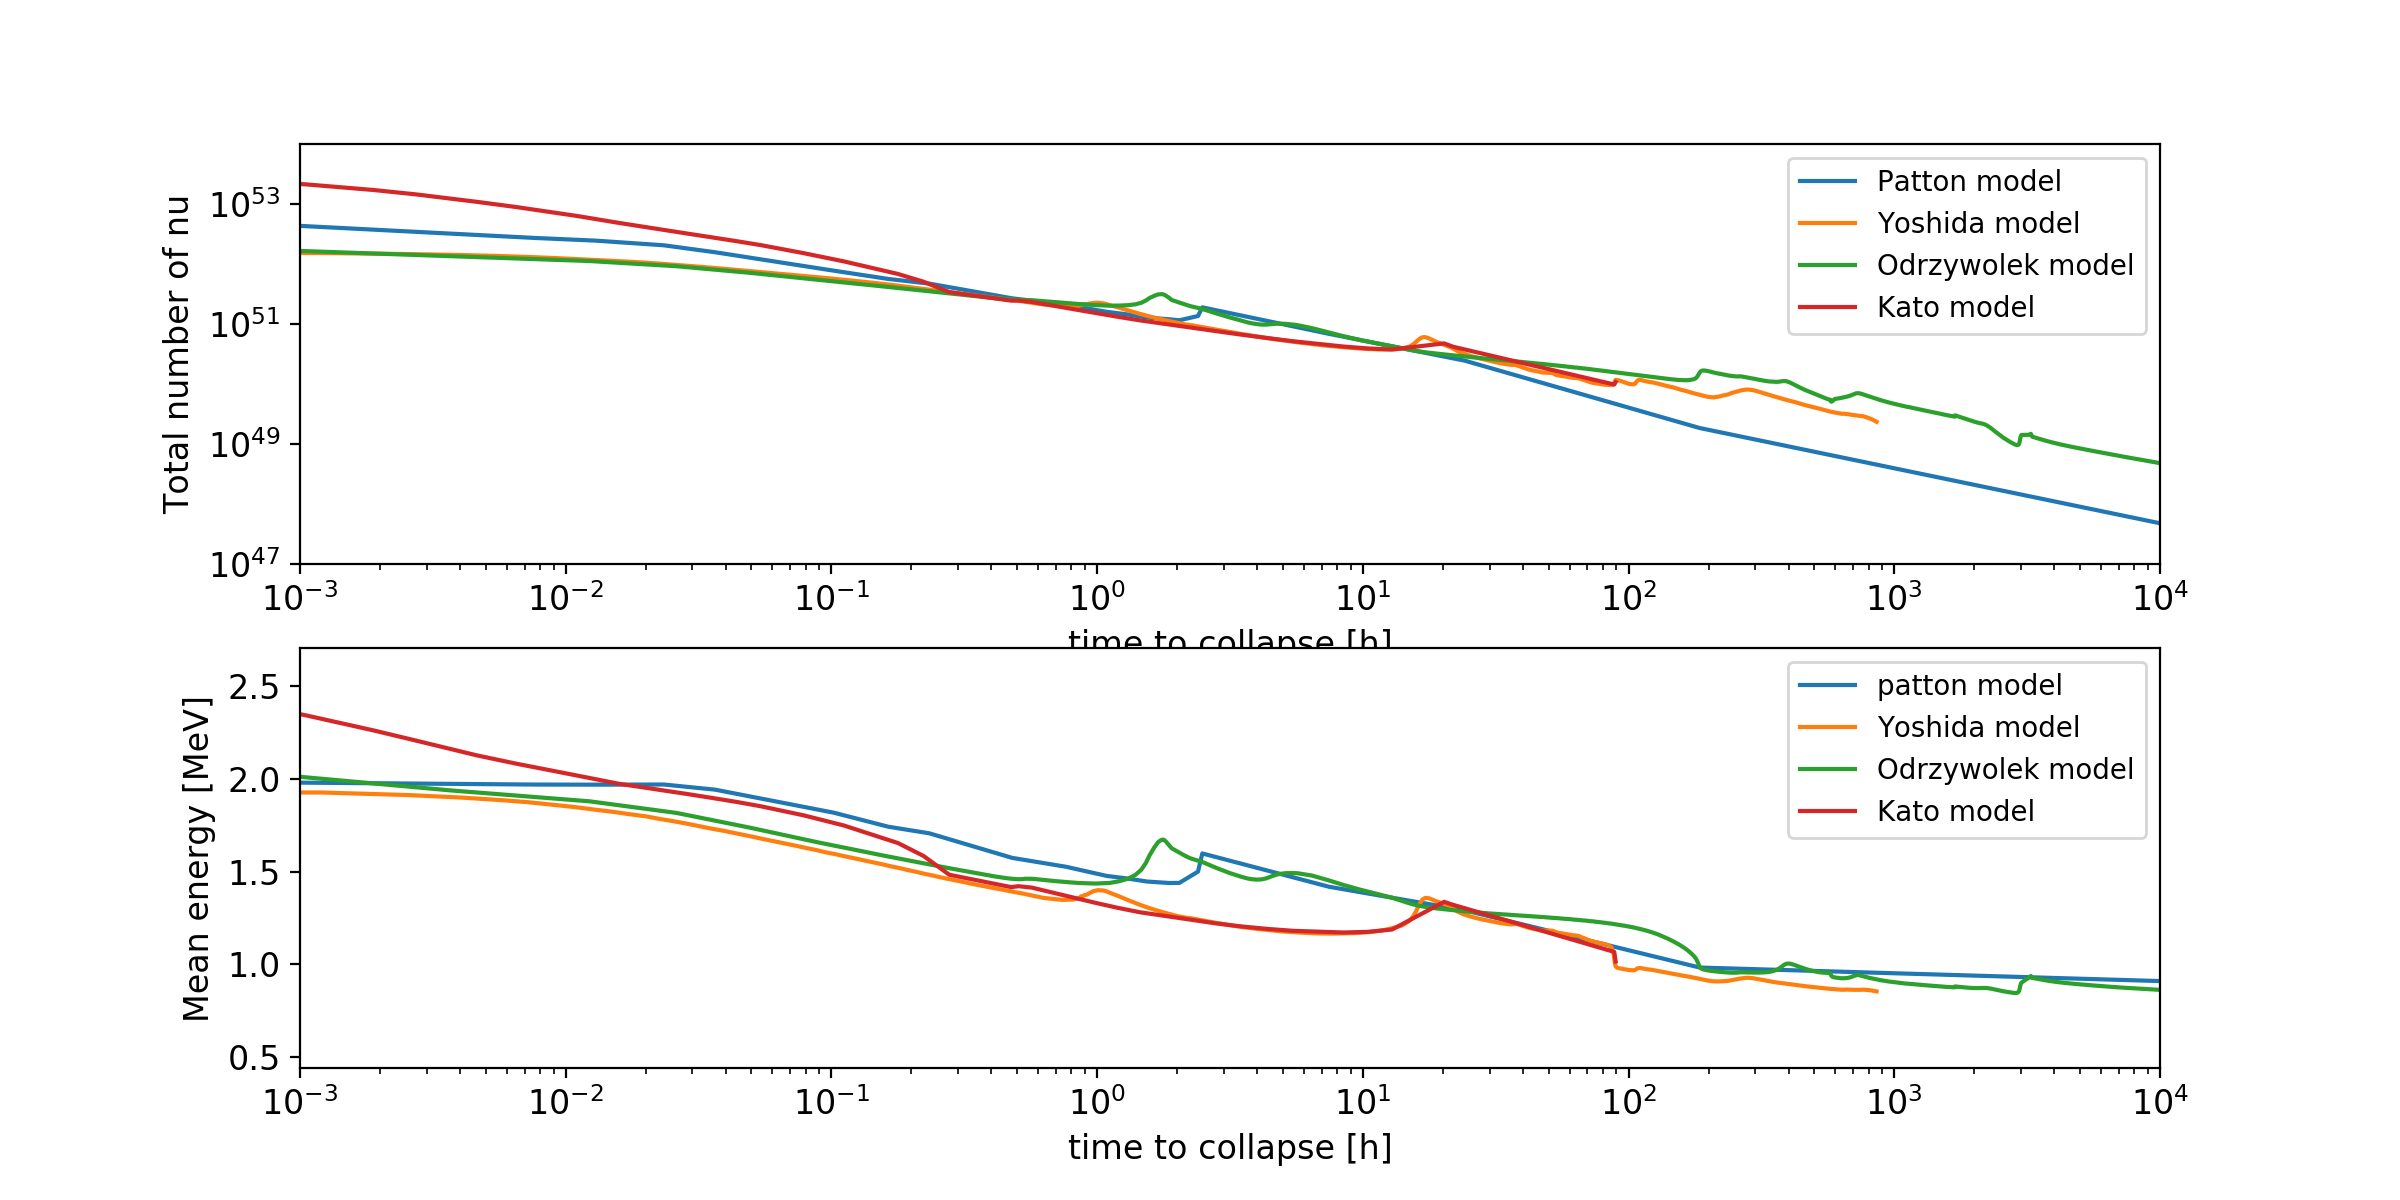 Total number of nu
10^53
10^51
10^49
10^47
Patton model
Yoshida model
Odrzywolek model
Kato model
10^−3 10^−2 10^−1 10^0 10^1 10^2 10^3 10^4
time to collapse [h]
Mean energy [MeV]
2.5
2.0
1.5
1.0
0.5
patton model
Yoshida model
Odrzywolek model
Kato model
10^−3 10^−2 10^−1 10^0 10^1 10^2 10^3 10^4
time to collapse [h]